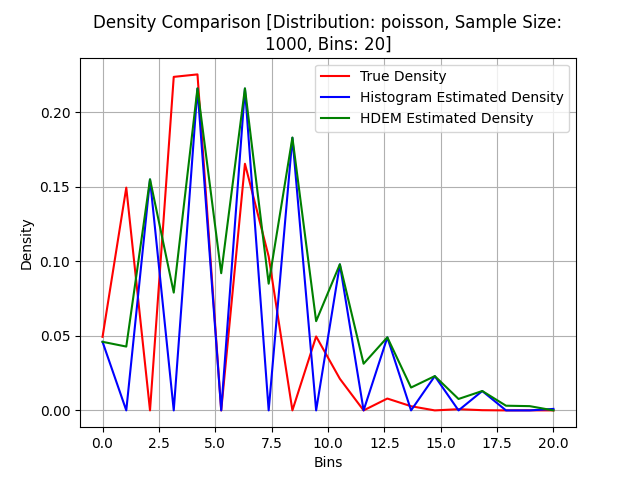 Density Comparison [Distribution: poisson, Sample Size:
1000, Bins: 20]
True Density
Histogram Estimated Density
HDEM Estimated Density
Density
0.20
0.15
0.10
0.05
0.00
0.0 2.5 5.0 7.5 10.0 12.5 15.0 17.5 20.0
Bins